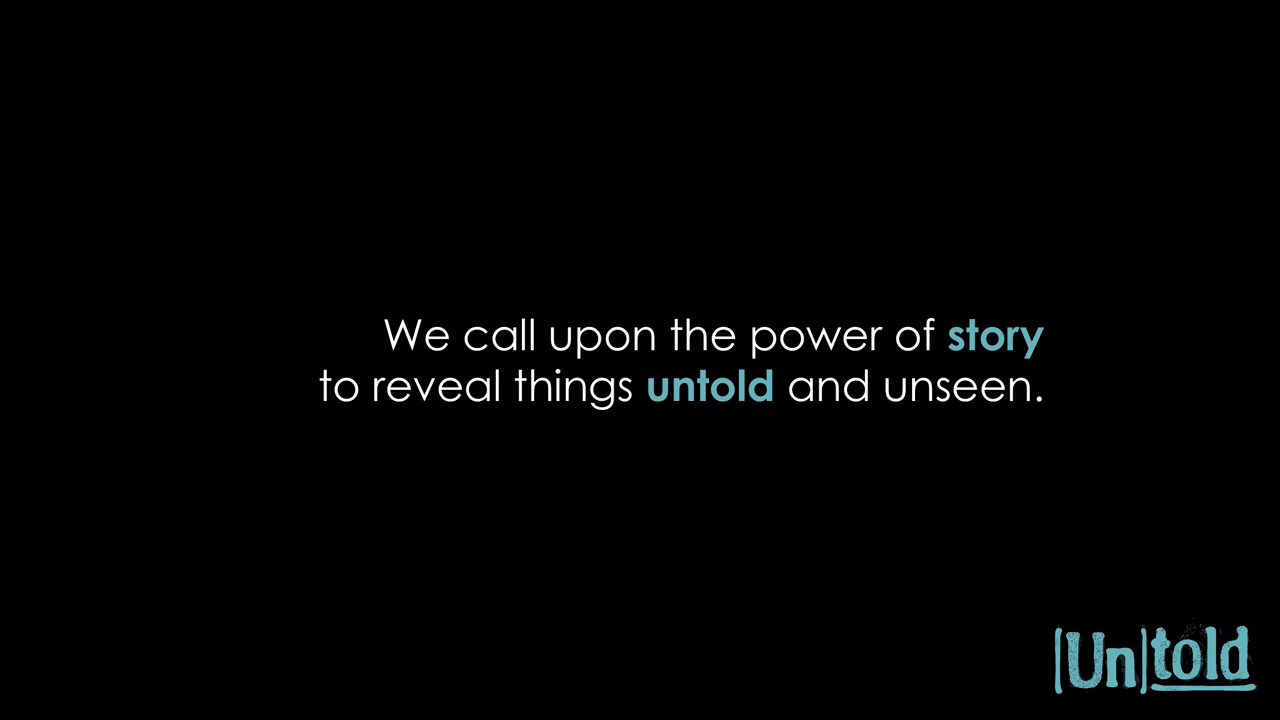 We call upon the power of story
to reveal things untold and unseen.
|Un|told